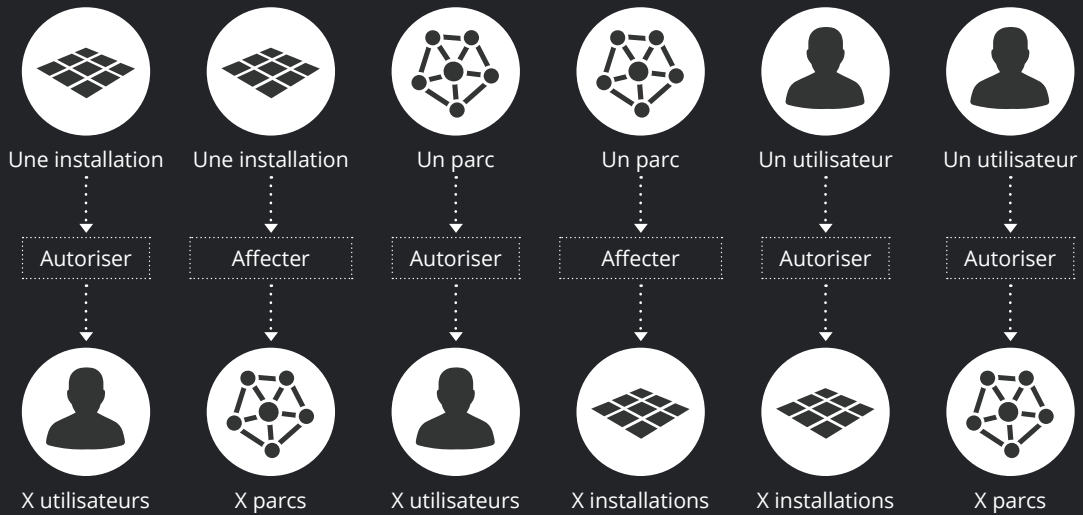 Une installation
Une installation
Un parc
Un parc
Un utilisateur
Un utilisateur
Autoriser
Affecter
Autoriser
Affecter
Autoriser
Autoriser
X utilisateurs
X parcs
X utilisateurs
X installations
X installations
X parcs